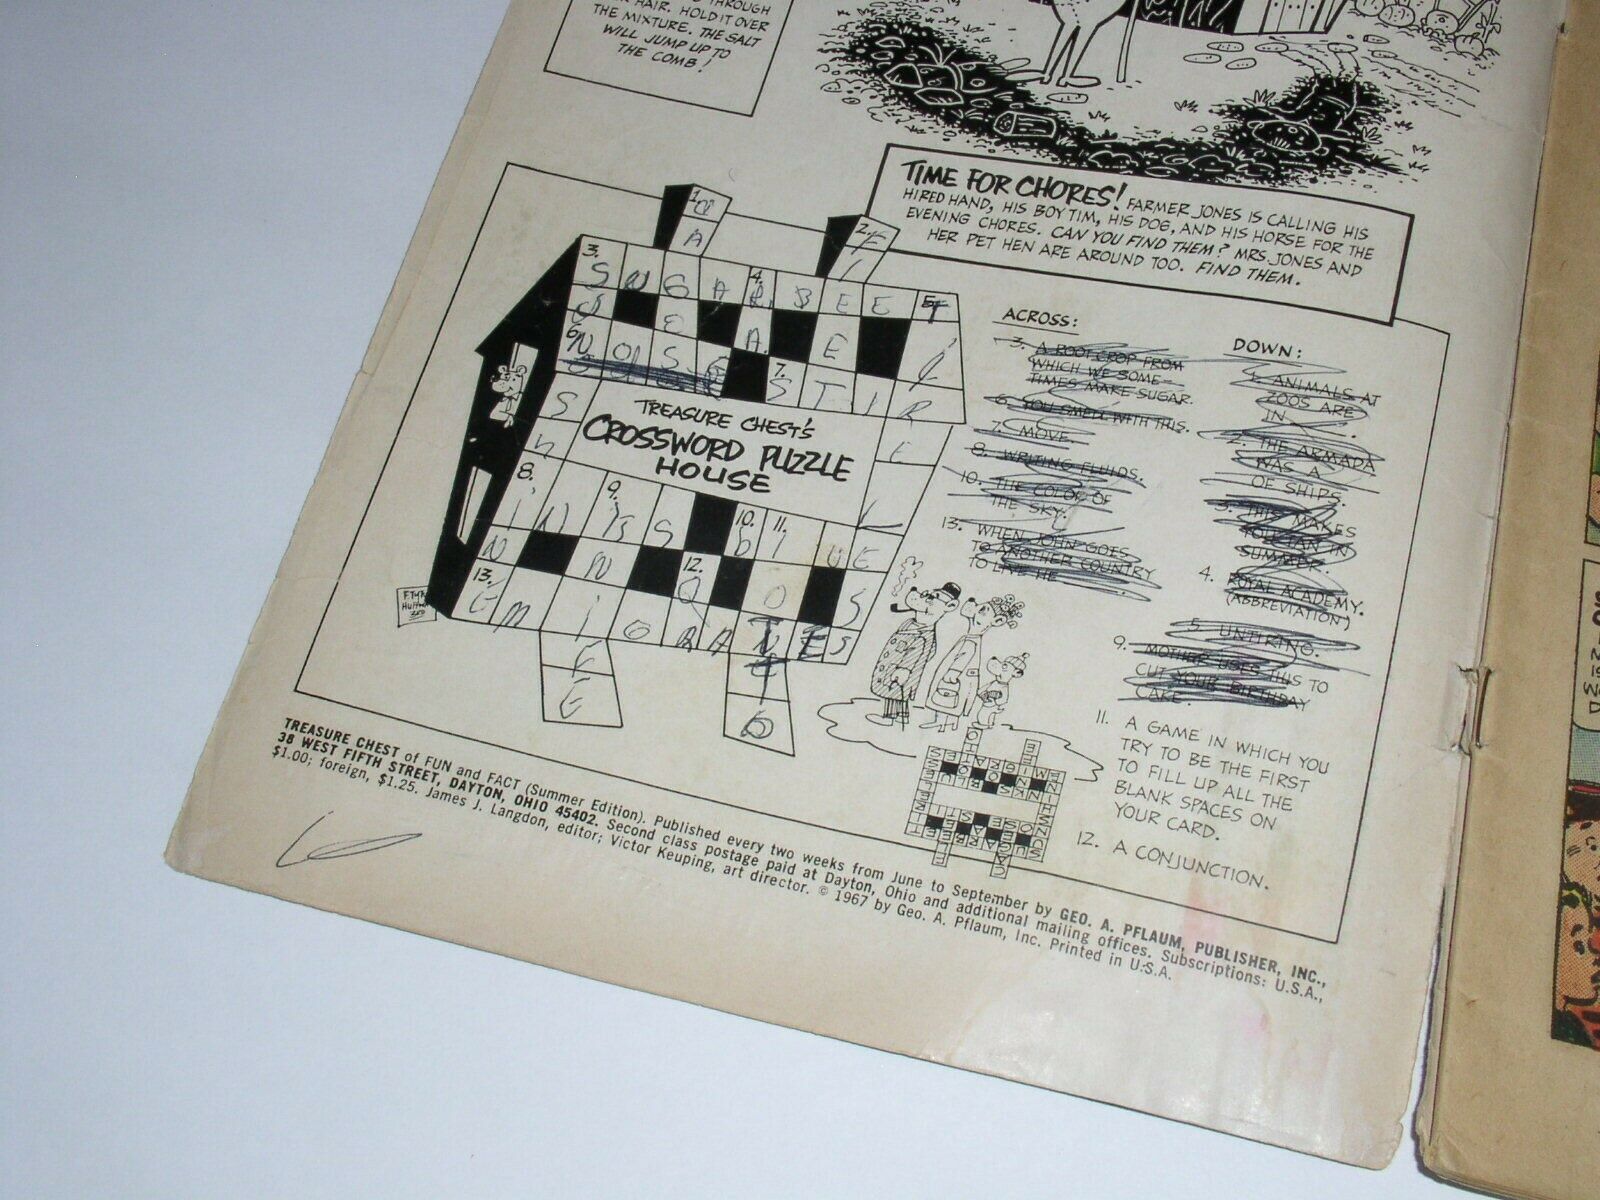 THROUGH
HAIR. HOLD IT OVER
THE MIXTURE. THE SALT
WILL JUMP UP TO
THE COMB!
TIME FOR CHORES! FARMER JONES IS CALLING HIS
HIRED HAND, HIS BOY TIM, HIS DOG, AND HIS HORSE FOR THE
EVENING CHORES. CAN YOU FIND THEM? MRS. JONES AND
HER PET HEN ARE AROUND TOO. FIND THEM.
TREASURE CHEST'S
CROSSWORD PUZZLE
HOUSE
ACROSS:
3. A ROOT CROP FROM
WHICH WE SOME-
TIMES MAKE SUGAR.
6. YOU SMELL WITH THIS.
7. MOVE.
8. WRITING FLUIDS.
10. THE COLOR OF
THE SKY.
13. WHEN JOHN GOES
TO ANOTHER COUNTRY
TO LIVE HE
DOWN:
1. ANIMALS AT
ZOOS ARE
IN
2. THE ARMADA
WAS A
OF SHIPS.
3. THIS MAKES
YOU TAN IN
SUMMER.
4. ROYAL ACADEMY.
(ABBREVIATION)
5. UNTIRING.
9. MOTHER USES THIS TO
CUT YOUR BIRTHDAY
CAKE.
11. A GAME IN WHICH YOU
TRY TO BE THE FIRST
TO FILL UP ALL THE
BLANK SPACES ON
YOUR CARD.
12. A CONJUNCTION.
TREASURE CHEST of FUN and FACT (Summer Edition). Published every two weeks from June to September by GEO. A. PFLAUM, PUBLISHER, INC.,
38 WEST FIFTH STREET, DAYTON, OHIO 45402. Second class postage paid at Dayton, Ohio and additional mailing offices. Subscriptions: U.S.A.,
$1.00; foreign, $1.25. James J. Langdon, editor; Victor Keuping, art director. © 1967 by Geo. A. Pflaum, Inc. Printed in U.S.A.